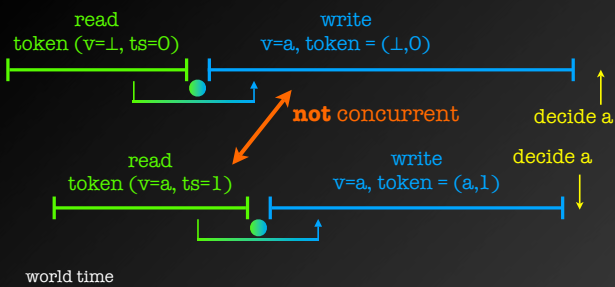 read
token (v=⊥, ts=0)
write
v=a, token = (⊥,0)
not concurrent
decide a
decide a
read
token (v=a, ts=1)
write
v=a, token = (a,1)
world time